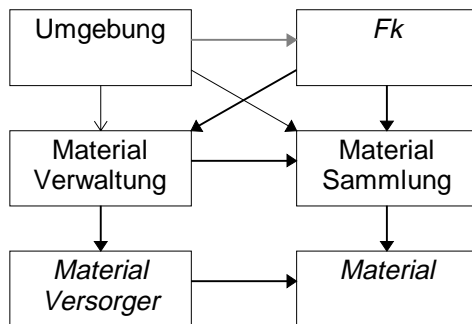 Umgebung
Fk
Material
Verwaltung
Material
Sammlung
Material
Versorger
Material